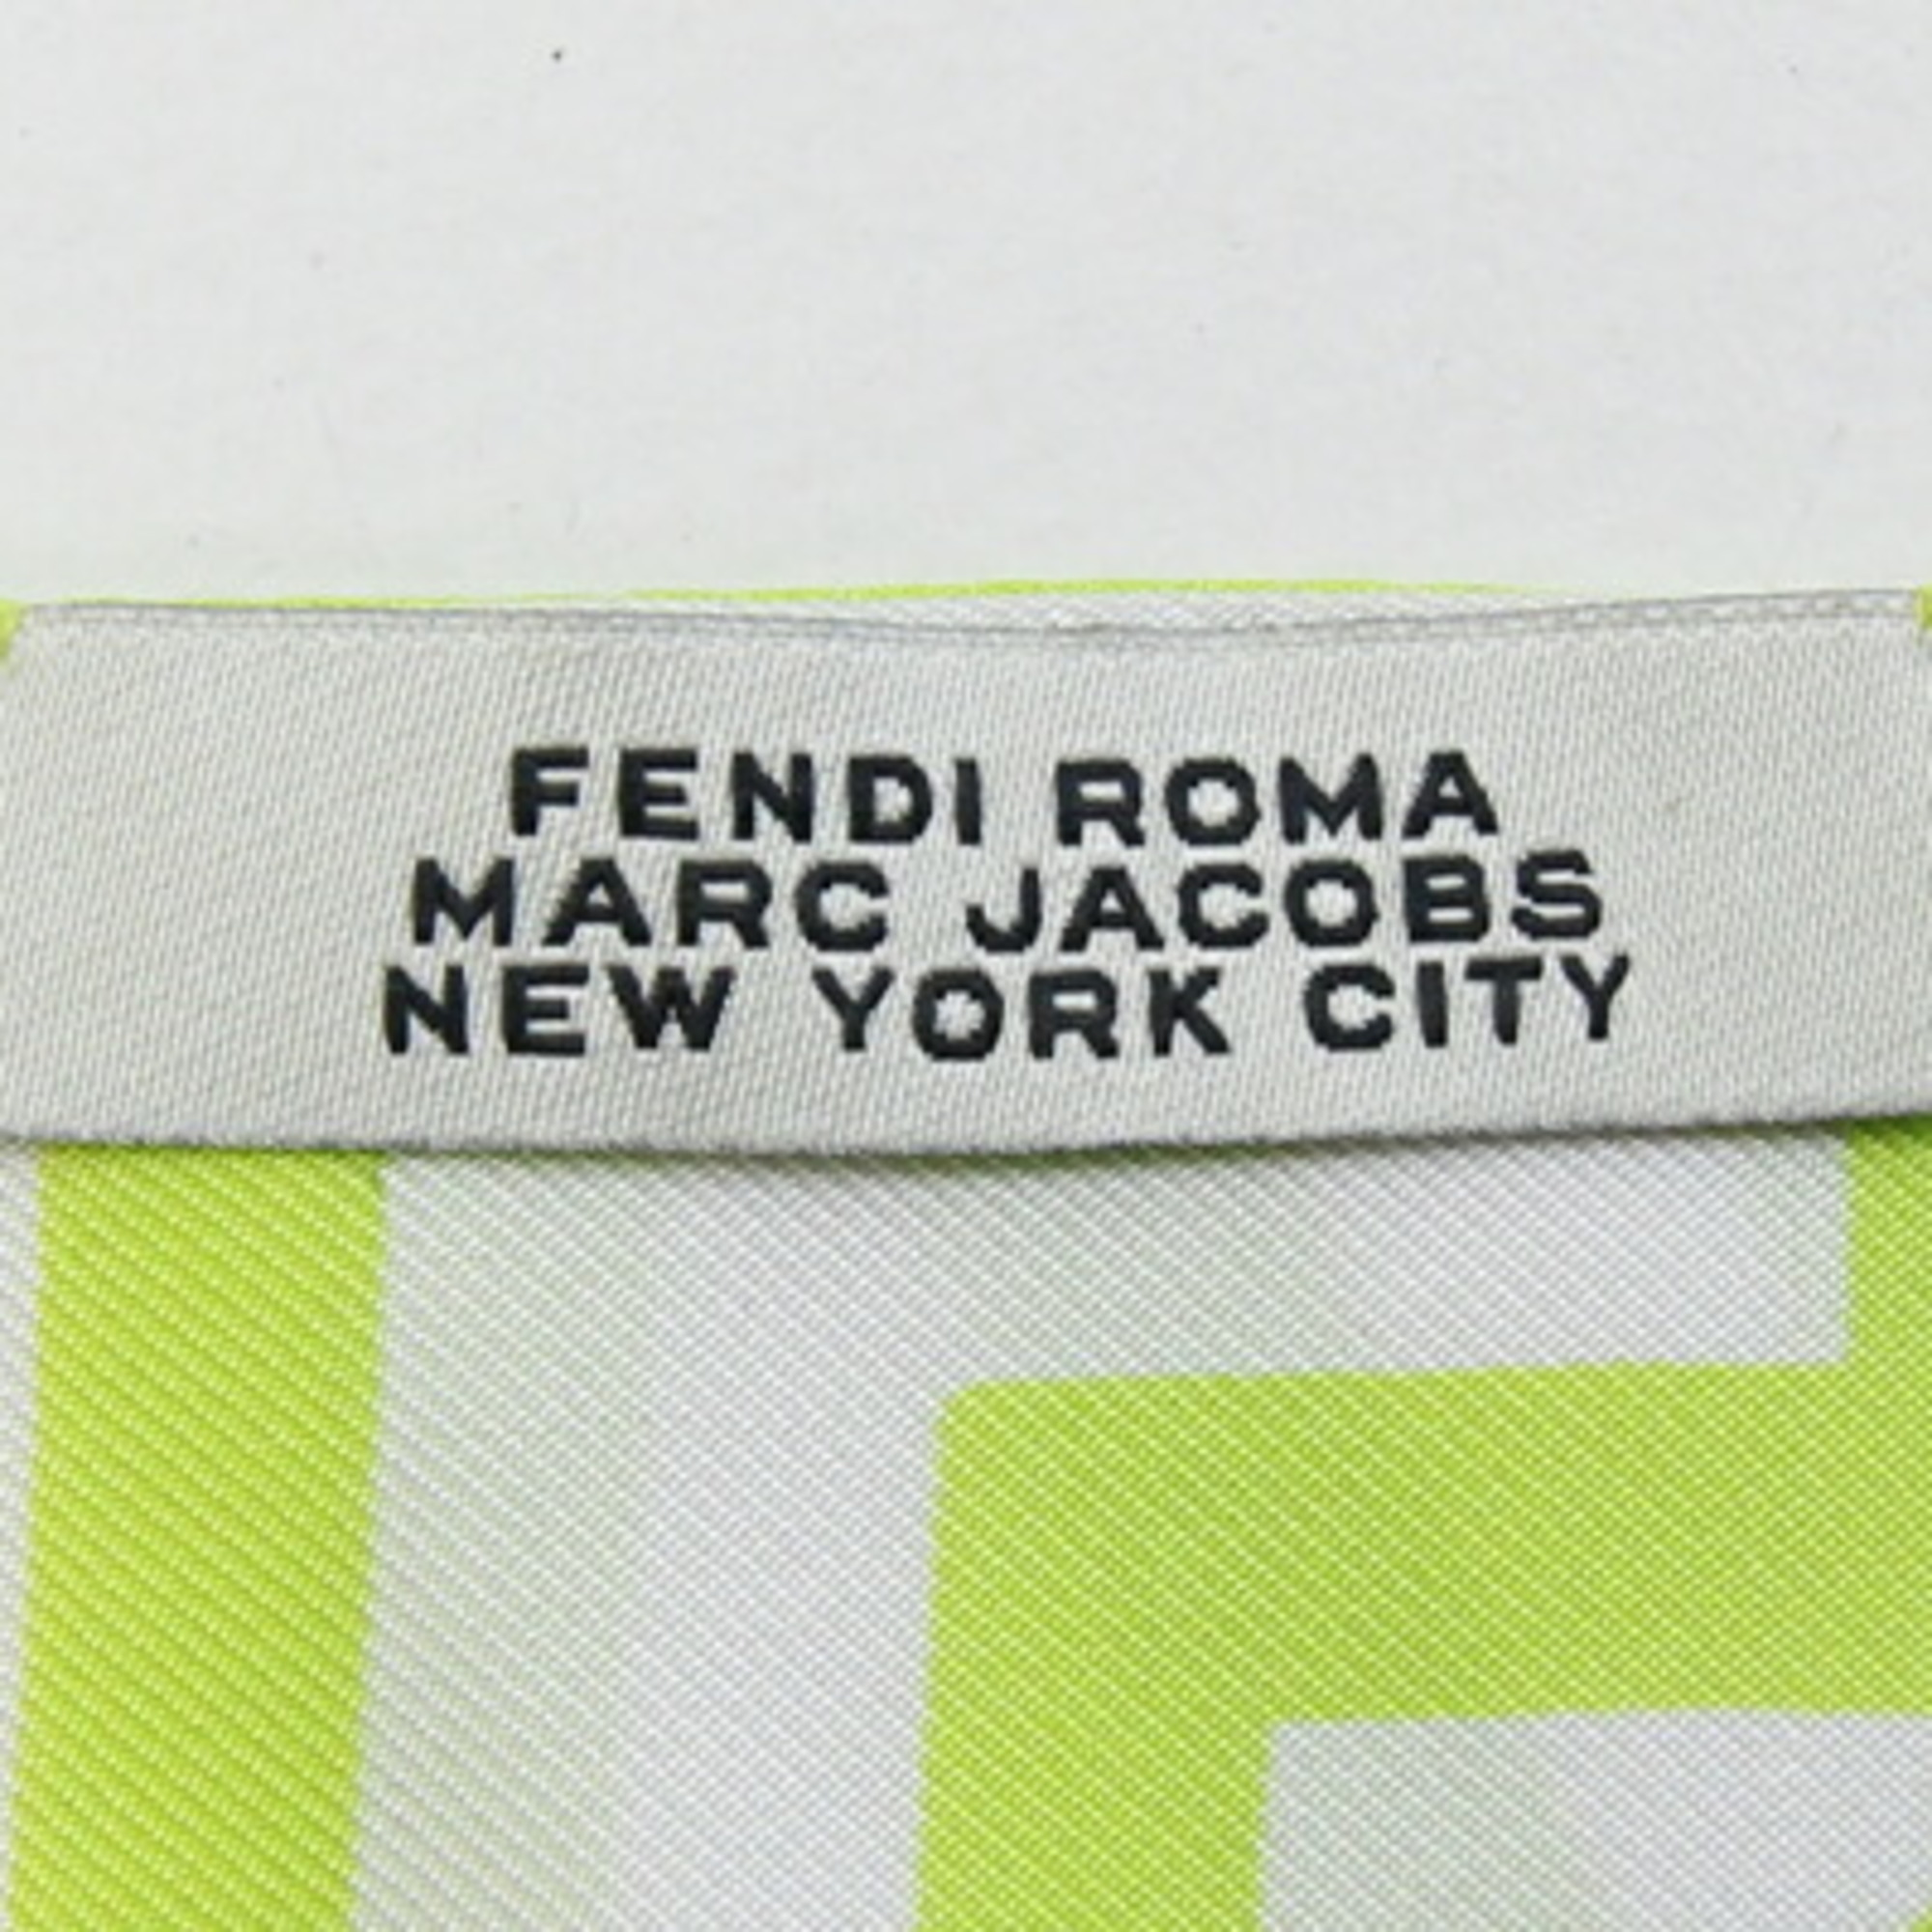 FENDI ROMA
MARC JACOBS
NEW YORK CITY